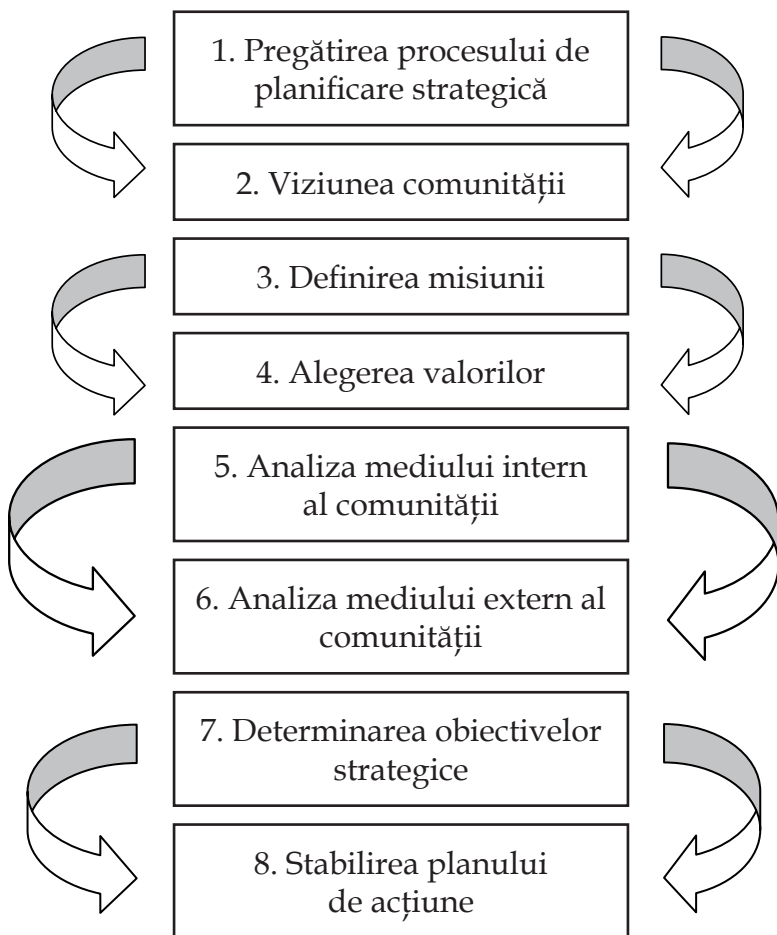 1. Pregătirea procesului de
planificare strategică
2. Viziunea comunității
3. Definirea misiunii
4. Alegerea valorilor
5. Analiza mediului intern
al comunității
6. Analiza mediului extern al
comunității
7. Determinarea obiectivelor
strategice
8. Stabilirea planului
de acțiune